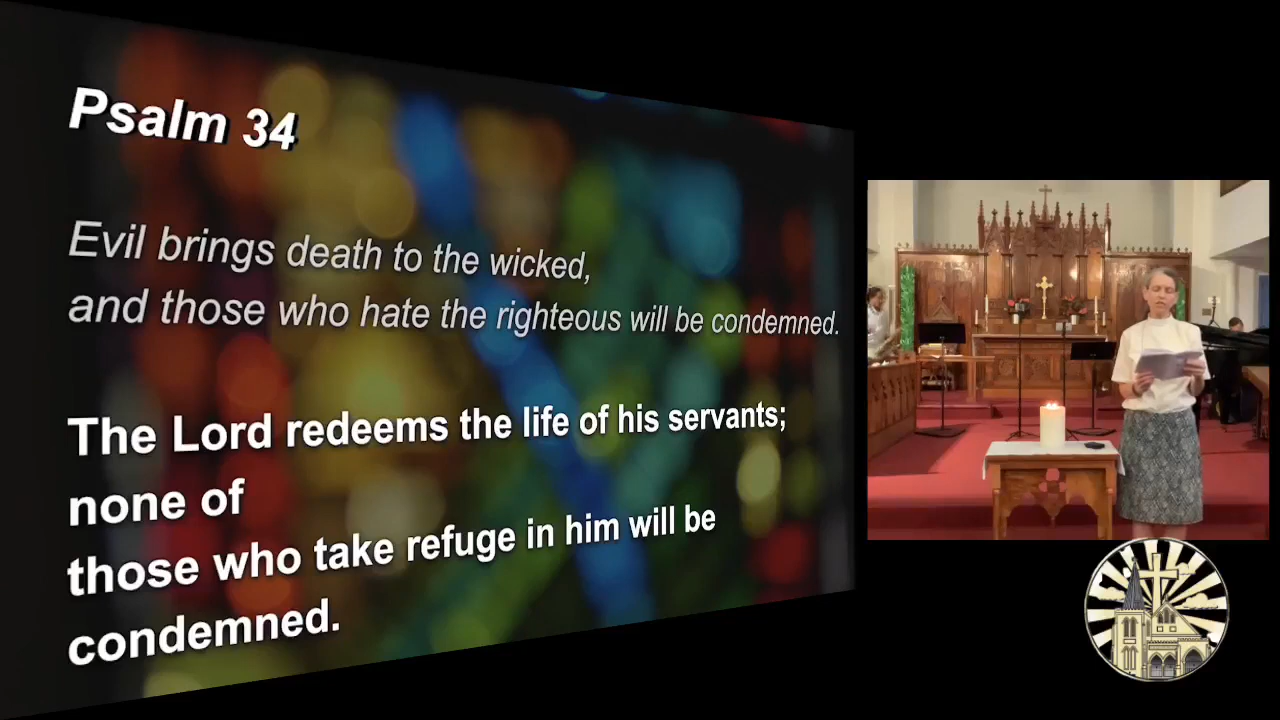 Psalm 34
Evil brings death to the wicked,
and those who hate the righteous will be condemned.
The Lord redeems the life of his servants;
none of
those who take refuge in him will be
condemned.